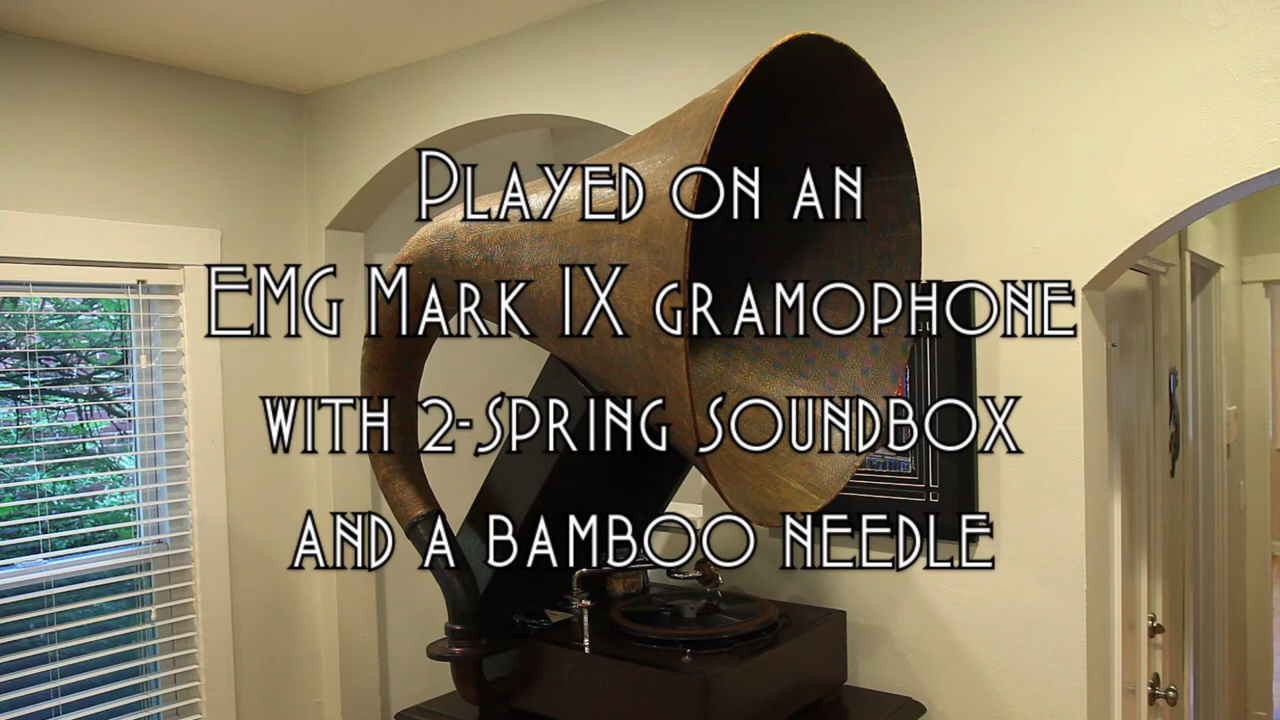 Played on an
EMG Mark IX gramophone
with 2-Spring soundbox
and a bamboo needle